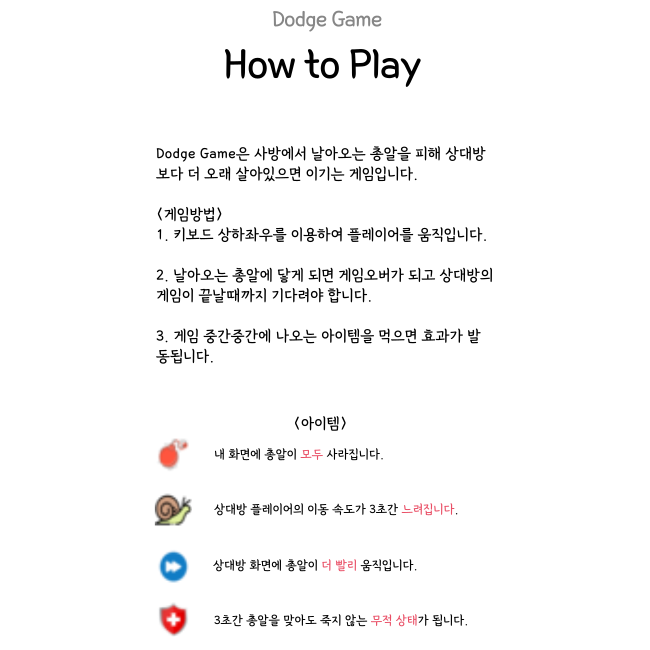 Dodge Game
How to Play
Dodge Game은 사방에서 날아오는 총알을 피해 상대방
보다 더 오래 살아있으면 이기는 게임입니다.
<게임방법>
1. 키보드 상하좌우를 이용하여 플레이어를 움직입니다.
2. 날아오는 총알에 닿게 되면 게임오버가 되고 상대방의
게임이 끝날때까지 기다려야 합니다.
3. 게임 중간중간에 나오는 아이템을 먹으면 효과가 발
동됩니다.
<아이템>
내 화면에 총알이 모두 사라집니다.
상대방 플레이어의 이동 속도가 3초간 느려집니다.
상대방 화면에 총알이 더 빨리 움직입니다.
3초간 총알을 맞아도 죽지 않는 무적 상태가 됩니다.